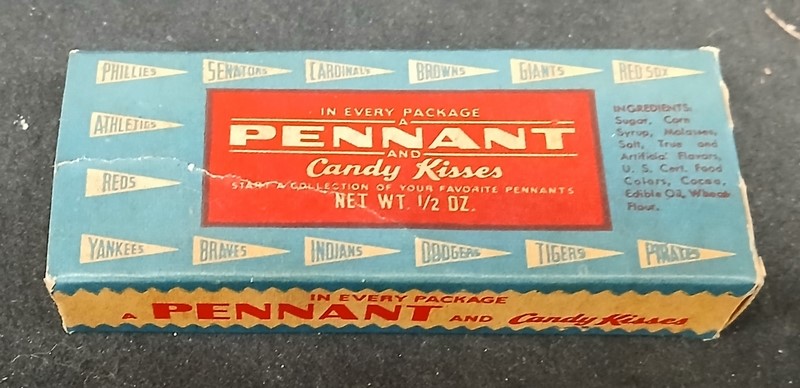 PHILLIES SENATORS CARDINALS BROWNS GIANTS RED SOX
ATHLETICS
REDS
IN EVERY PACKAGE
A
PENNANT
AND
Candy Kisses
START A COLLECTION OF YOUR FAVORITE PENNANTS
NET WT. 1/2 OZ.
INGREDIENTS:
Sugar, Corn
Syrup, Molasses,
Salt, True and
Artificial Flavors,
U. S. Cert. Food
Colors, Cocoa,
Edible Oil, Wheat
Flour.
YANKEES BRAVES INDIANS DODGERS TIGERS PIRATES
IN EVERY PACKAGE
A PENNANT AND Candy Kisses